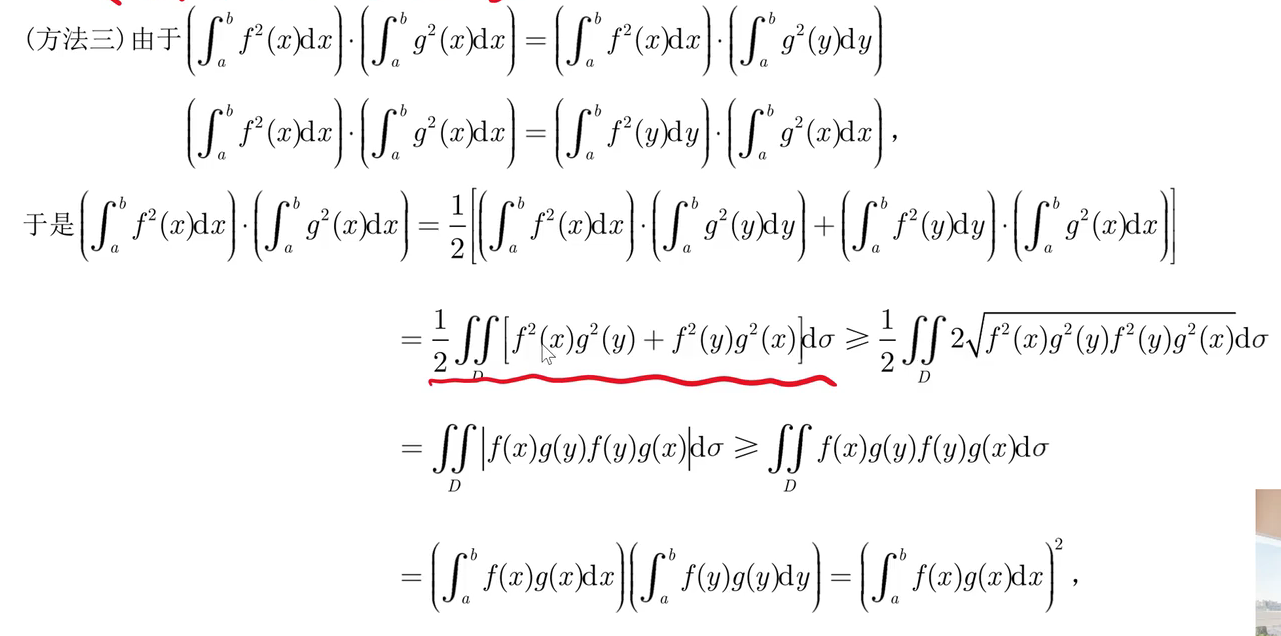 (方法三)由于(∫_a^b f²(x)dx)·(∫_a^b g²(x)dx)=(∫_a^b f²(x)dx)·(∫_a^b g²(y)dy)
(∫_a^b f²(x)dx)·(∫_a^b g²(x)dx)=(∫_a^b f²(y)dy)·(∫_a^b g²(x)dx),
于是(∫_a^b f²(x)dx)·(∫_a^b g²(x)dx)=1/2[(∫_a^b f²(x)dx)·(∫_a^b g²(y)dy)+(∫_a^b f²(y)dy)·(∫_a^b g²(x)dx)]
=1/2∬_D[f²(x)g²(y)+f²(y)g²(x)]dσ⩾1/2∬_D 2√(f²(x)g²(y)f²(y)g²(x))dσ
=∬_D|f(x)g(y)f(y)g(x)|dσ⩾∬_D f(x)g(y)f(y)g(x)dσ
=(∫_a^b f(x)g(x)dx)(∫_a^b f(y)g(y)dy)=(∫_a^b f(x)g(x)dx)²,